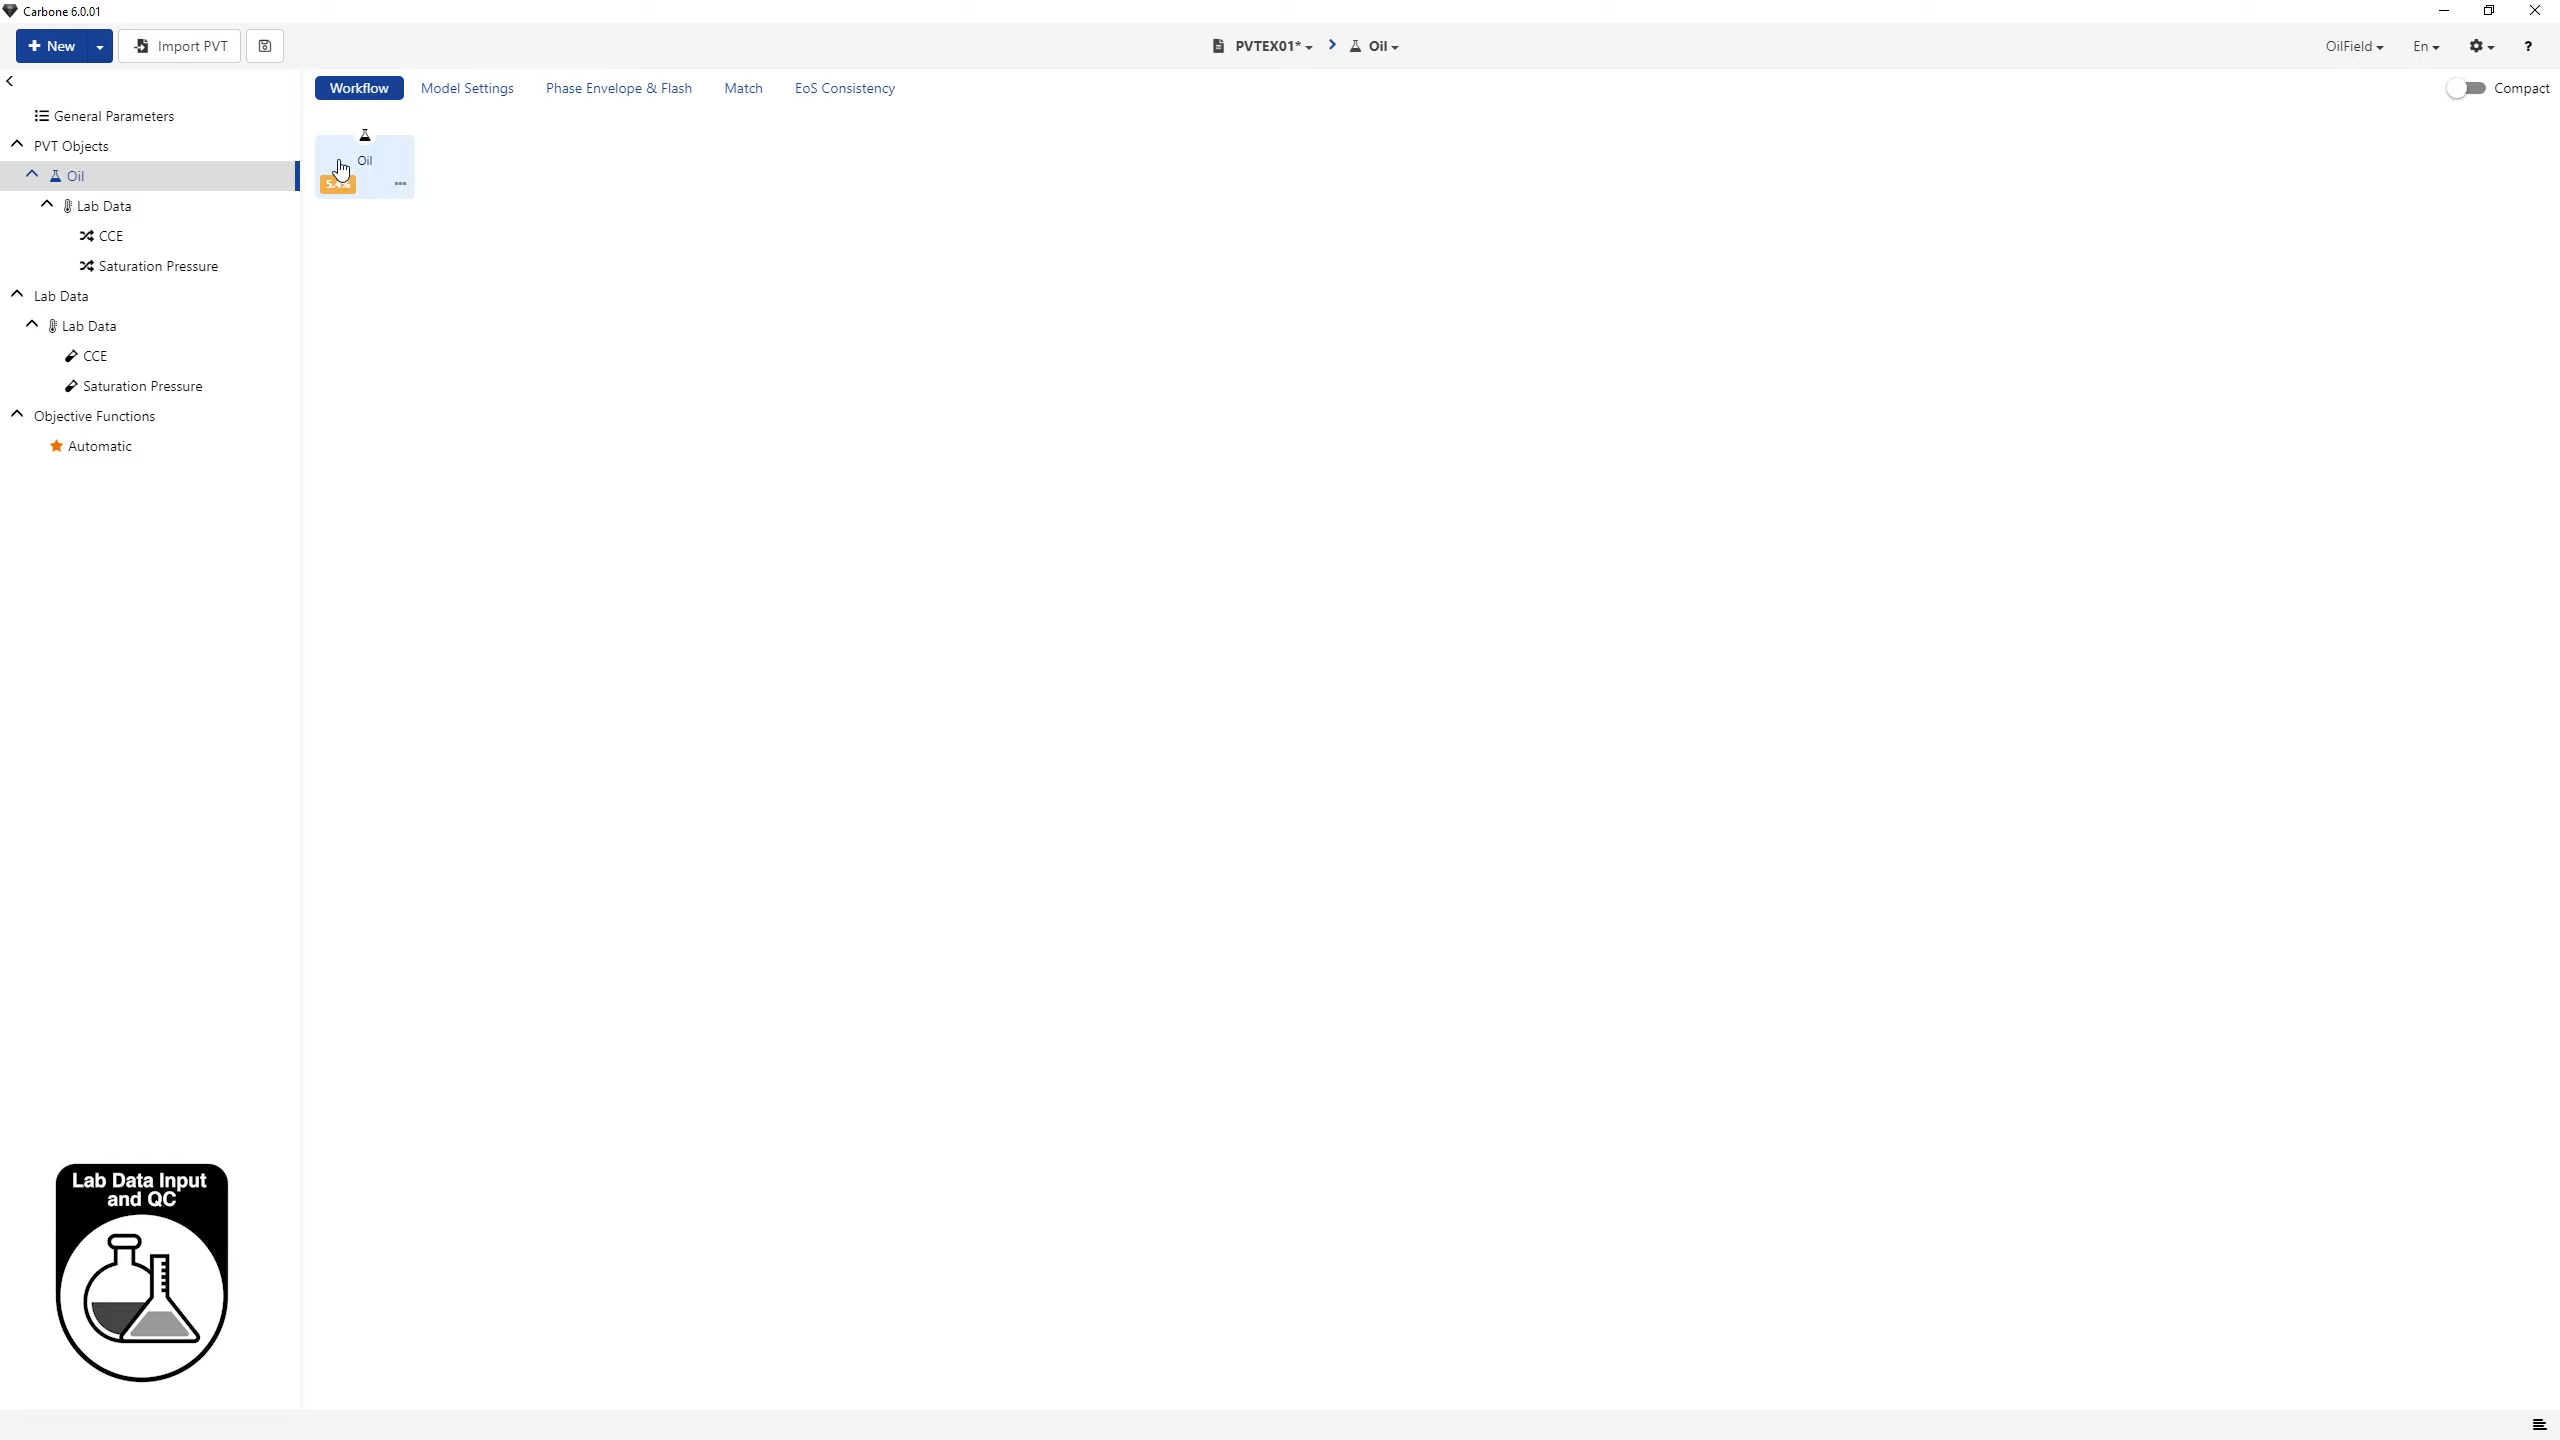 Carbone 6.0.01
New
Import PVT
PVTEX01*
Oil
OilField
En
?
Workflow
Model Settings
Phase Envelope & Flash
Match
EoS Consistency
Compact
General Parameters
PVT Objects
Oil
Lab Data
CCE
Saturation Pressure
Lab Data
Lab Data
CCE
Saturation Pressure
Objective Functions
Automatic
Oil
Lab Data Input
and QC